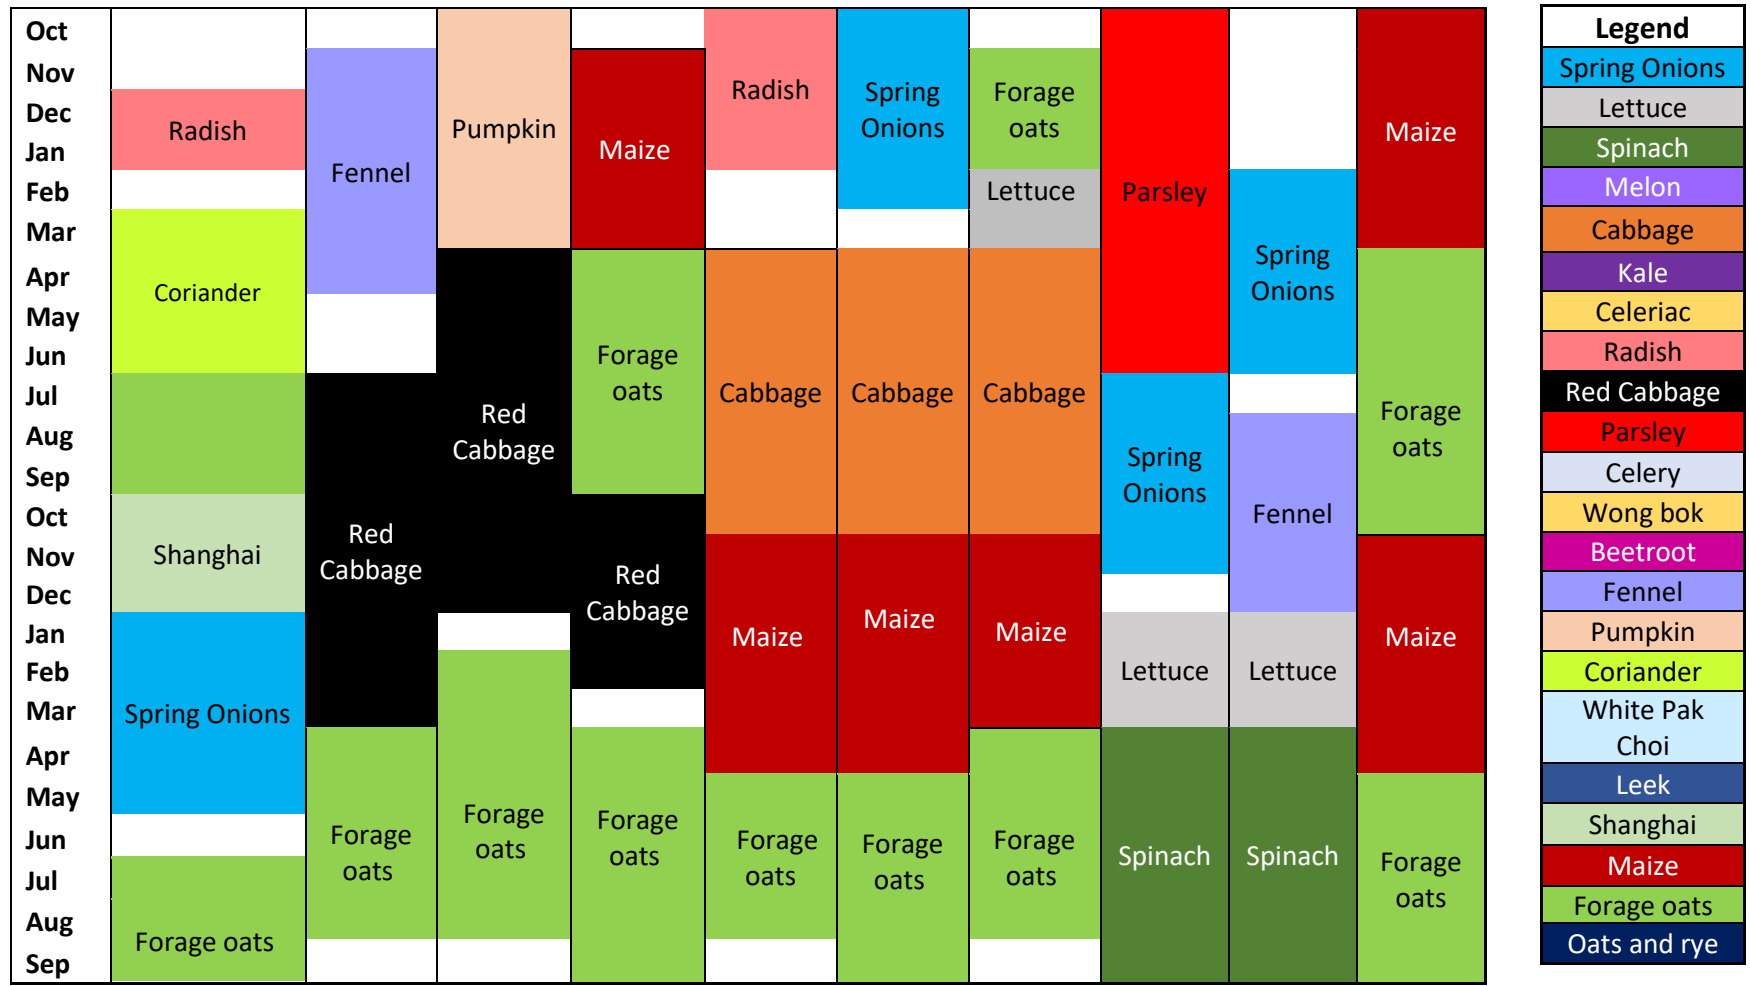 Oct
Nov
Dec
Jan
Feb
Mar
Apr
May
Jun
Jul
Aug
Sep
Oct
Nov
Dec
Jan
Feb
Mar
Apr
May
Jun
Jul
Aug
Sep
Radish
Coriander
Shanghai
Spring Onions
Forage oats
Fennel
Red
Cabbage
Forage
oats
Pumpkin
Red
Cabbage
Forage
oats
Maize
Forage
oats
Red
Cabbage
Forage
oats
Radish
Cabbage
Maize
Forage
oats
Spring
Onions
Cabbage
Maize
Forage
oats
Forage
oats
Lettuce
Cabbage
Maize
Forage
oats
Parsley
Spring
Onions
Lettuce
Spinach
Spring
Onions
Fennel
Lettuce
Spinach
Maize
Forage
oats
Maize
Forage
oats
Legend
Spring Onions
Lettuce
Spinach
Melon
Cabbage
Kale
Celeriac
Radish
Red Cabbage
Parsley
Celery
Wong bok
Beetroot
Fennel
Pumpkin
Coriander
White Pak
Choi
Leek
Shanghai
Maize
Forage oats
Oats and rye